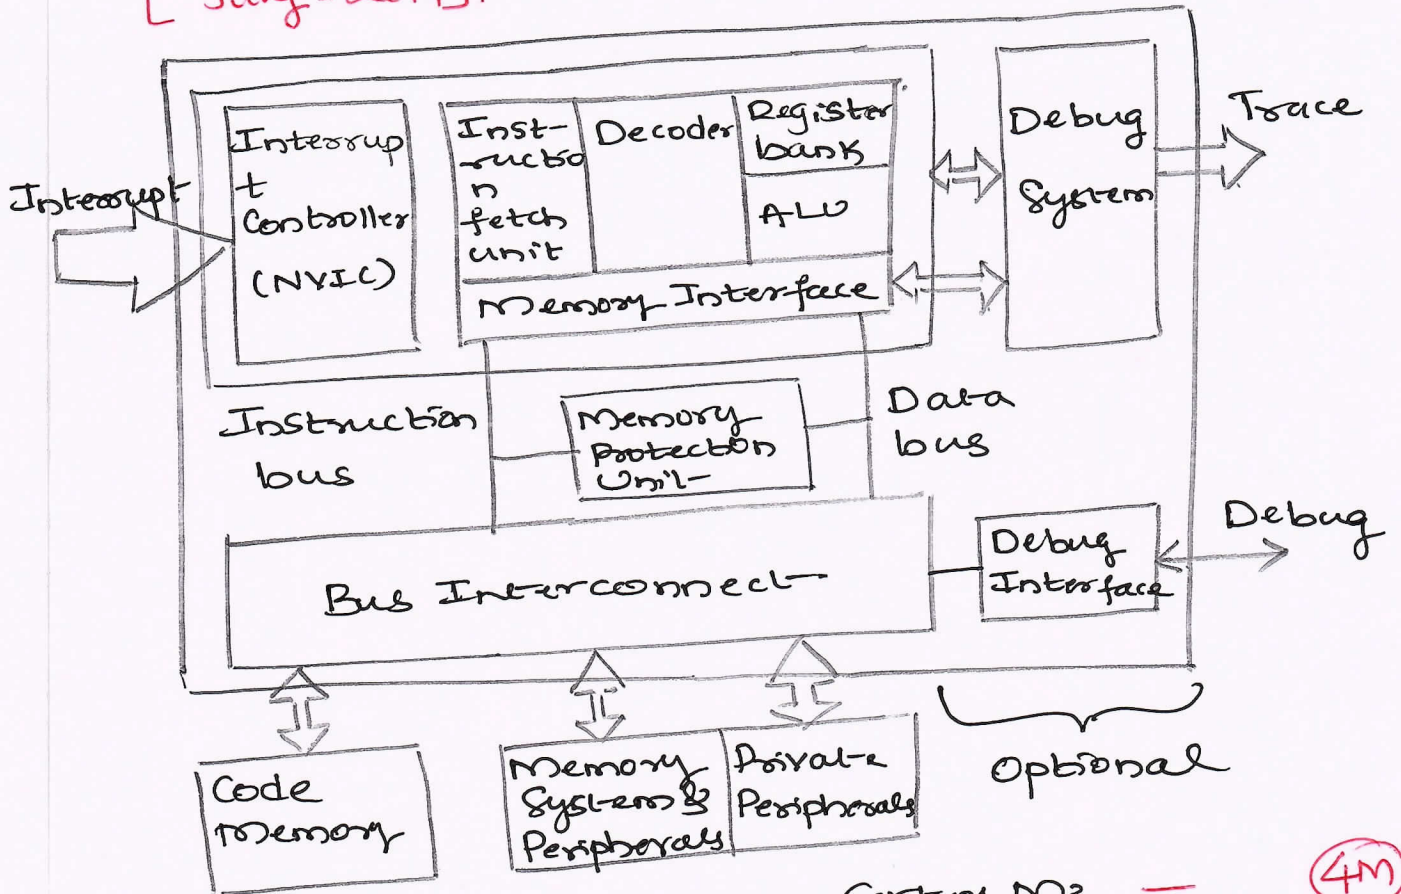 Interrupt
Interrup
t
Controller
(NVIC)
Inst-
ructio
n
fetch
unit
Decoder
Register
bank
ALU
Memory Interface
Debug
System
Trace
Instruction
bus
Memory
Protection
Unit
Data
bus
Bus Interconnect
Debug
Interface
Debug
Code
Memory
Memory
System &
Peripherals
Private
Peripherals
Optional
4M